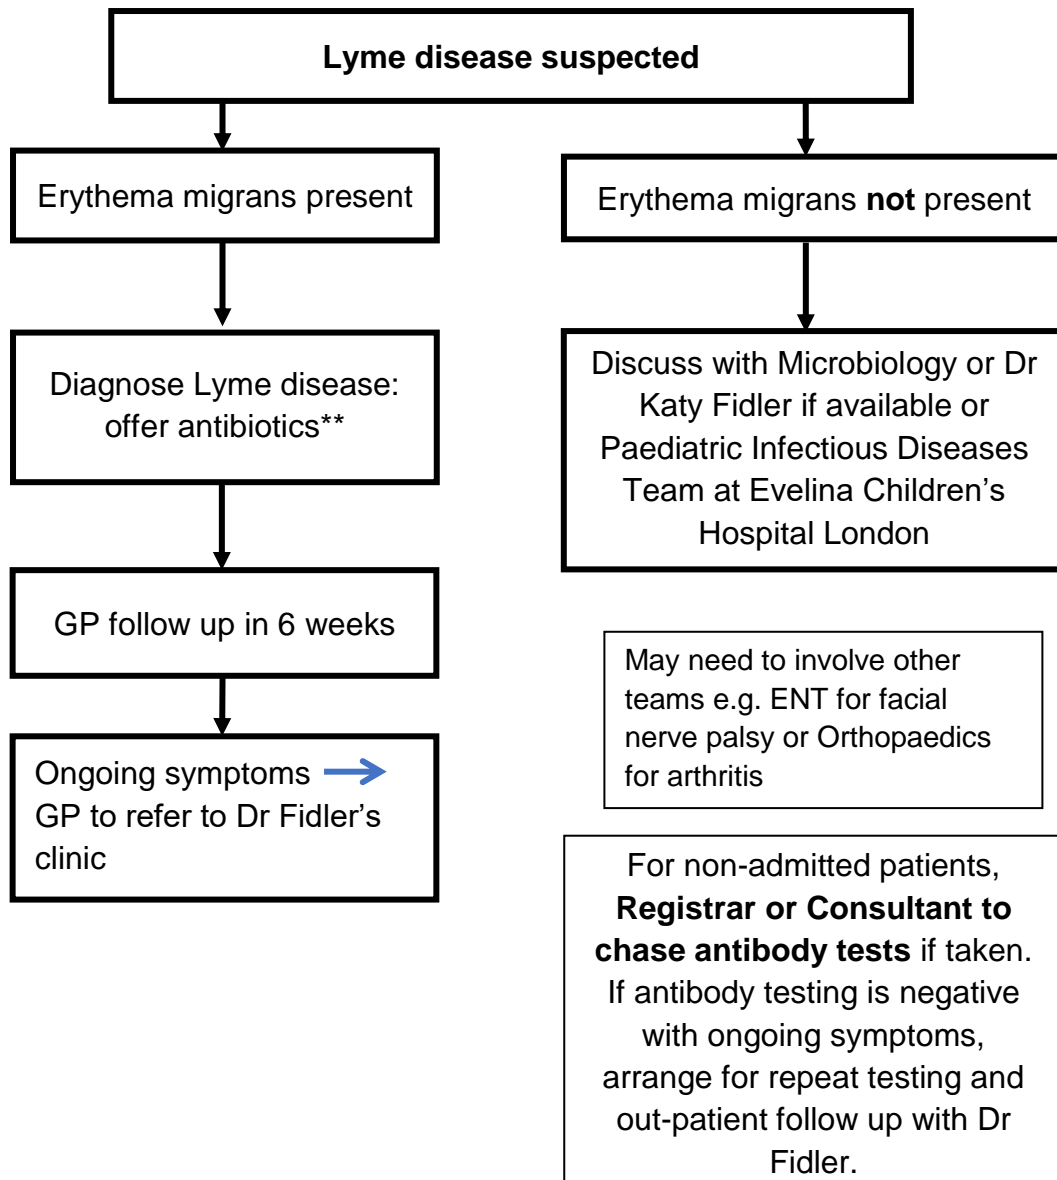 Lyme disease suspected
Erythema migrans present
Diagnose Lyme disease:
offer antibiotics**
GP follow up in 6 weeks
Ongoing symptoms
GP to refer to Dr Fidler’s
clinic
Erythema migrans not present
Discuss with Microbiology or Dr
Katy Fidler if available or
Paediatric Infectious Diseases
Team at Evelina Children’s
Hospital London
May need to involve other
teams e.g. ENT for facial
nerve palsy or Orthopaedics
for arthritis
For non-admitted patients,
Registrar or Consultant to
chase antibody tests if taken.
If antibody testing is negative
with ongoing symptoms,
arrange for repeat testing and
out-patient follow up with Dr
Fidler.